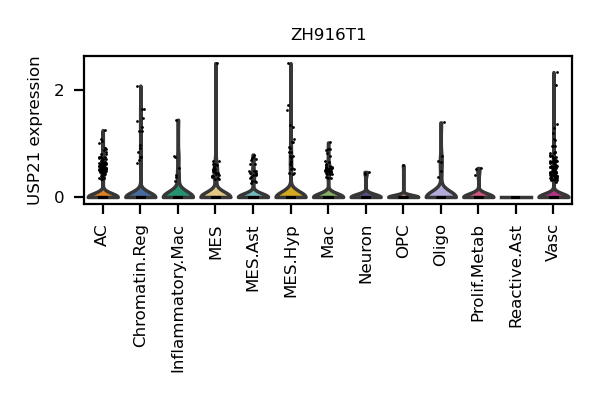 ZH916T1
USP21 expression
2
0
AC
Chromatin.Reg
Inflammatory.Mac
MES
MES.Ast
MES.Hyp
Mac
Neuron
OPC
Oligo
Prolif.Metab
Reactive.Ast
Vasc